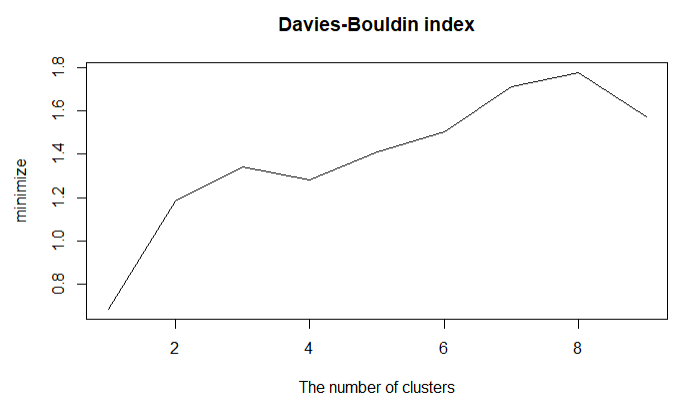 Davies-Bouldin index
minimize
1.8
1.6
1.4
1.2
1.0
0.8
2 4 6 8
The number of clusters